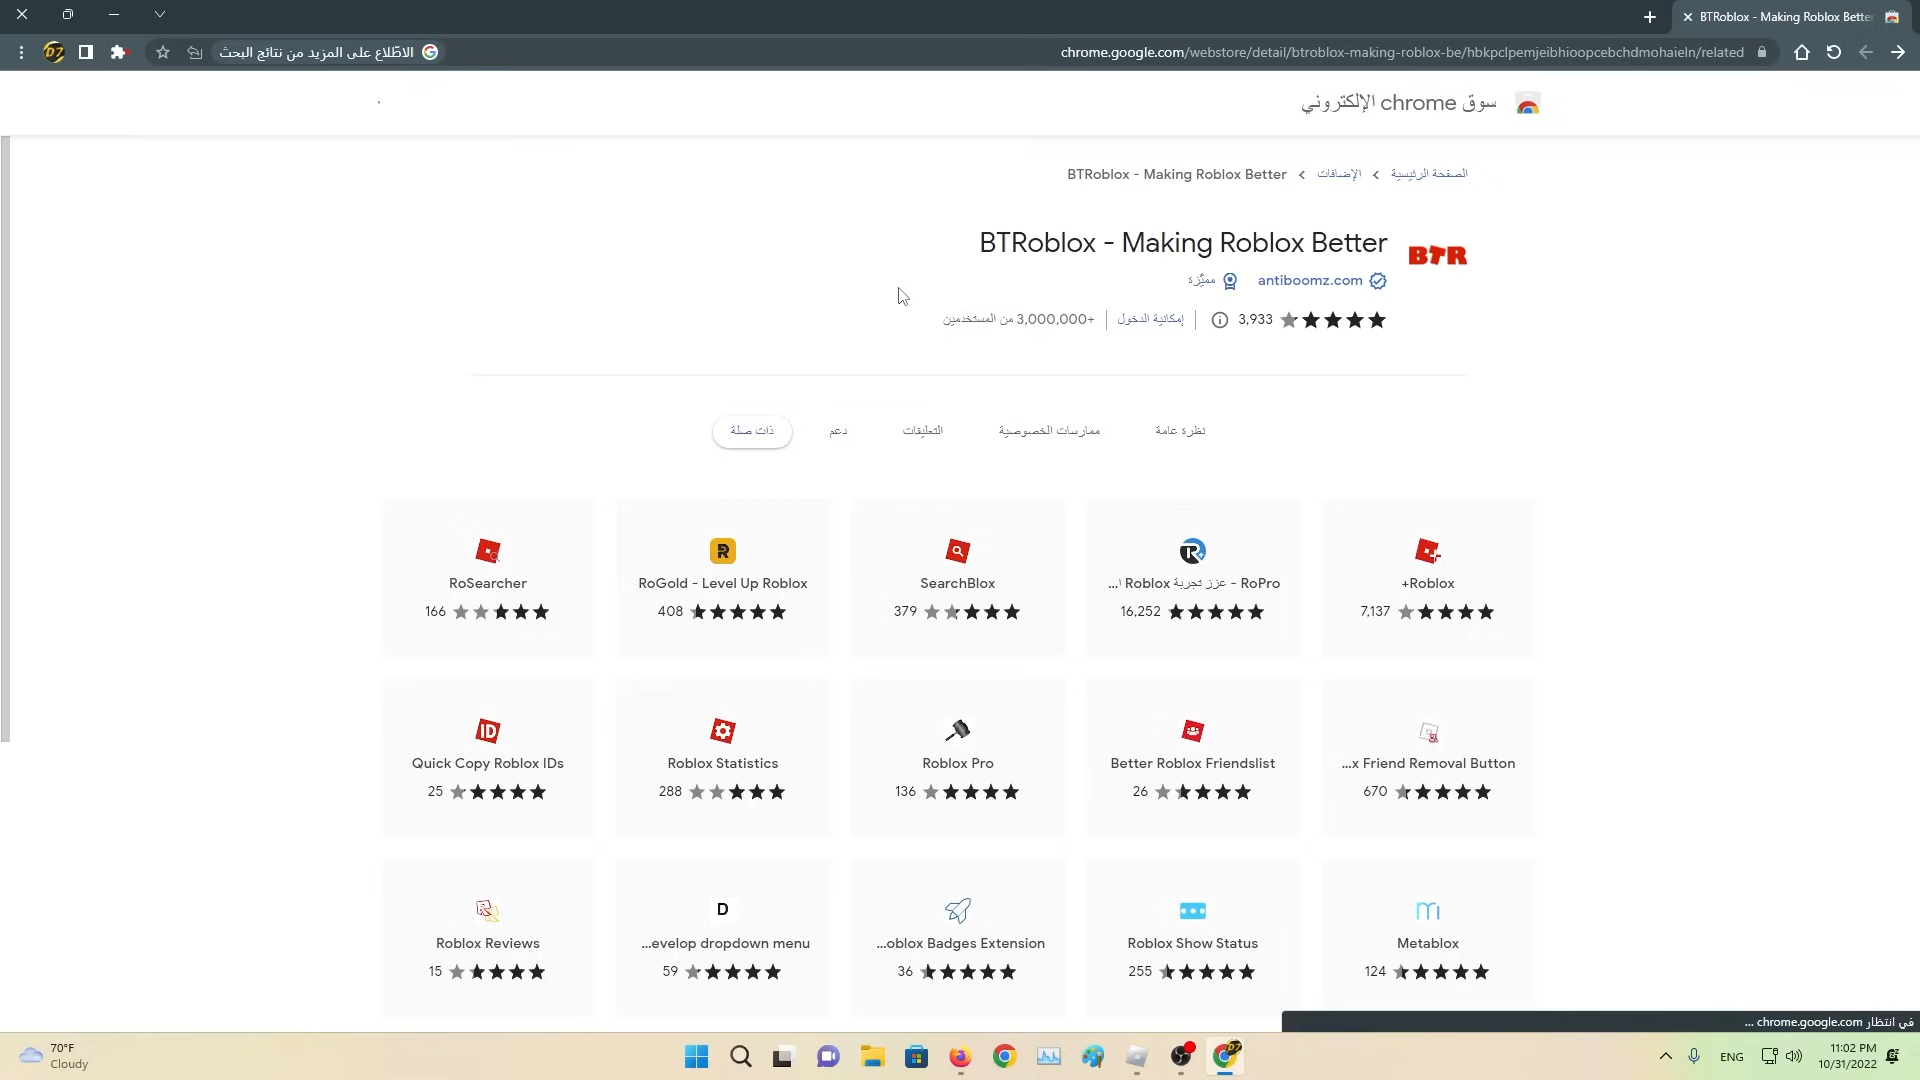 BTRoblox - Making Roblox Bette
الاطّلاع على المزيد من نتائج البحث
chrome.google.com/webstore/detail/btroblox-making-roblox-be/hbkpclpemjeibhioopcebchdmohaieln/related
سوق chrome الإلكتروني
الصفحة الرئيسية
الإضافات
BTRoblox - Making Roblox Better
BTR
BTRoblox - Making Roblox Better
antiboomz.com
مميَّزة
3,933
إمكانية الدخول
+3,000,000 من المستخدمين
نظرة عامة
ممارسات الخصوصية
التعليقات
دعم
ذات صلة
Roblox+
RoPro - عزز تجربة Roblox ا...
SearchBlox
RoGold - Level Up Roblox
RoSearcher
7,137
16,252
379
408
166
...x Friend Removal Button
Better Roblox Friendslist
Roblox Pro
Roblox Statistics
Quick Copy Roblox IDs
670
26
136
288
25
Metablox
Roblox Show Status
...oblox Badges Extension
...evelop dropdown menu
Roblox Reviews
124
255
36
59
15
في انتظار chrome.google.com ...
70°F
Cloudy
ENG
11:02 PM
10/31/2022